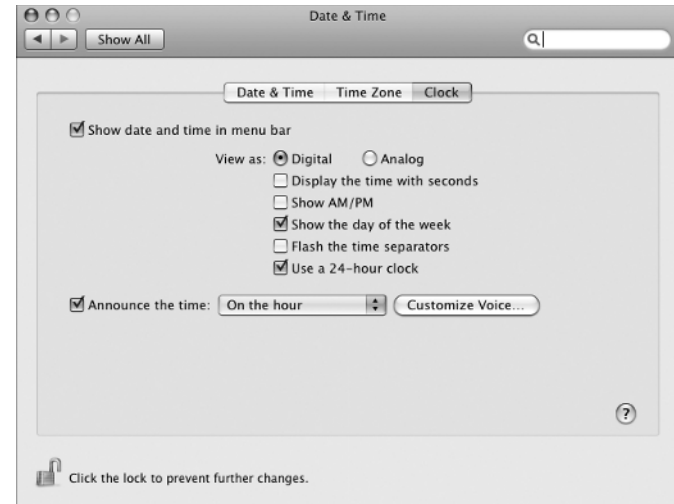 Date & Time
Show All
Date & Time Time Zone Clock
Show date and time in menu bar
View as: Digital Analog
Display the time with seconds
Show AM/PM
Show the day of the week
Flash the time separators
Use a 24-hour clock
Announce the time: On the hour Customize Voice...
?
Click the lock to prevent further changes.